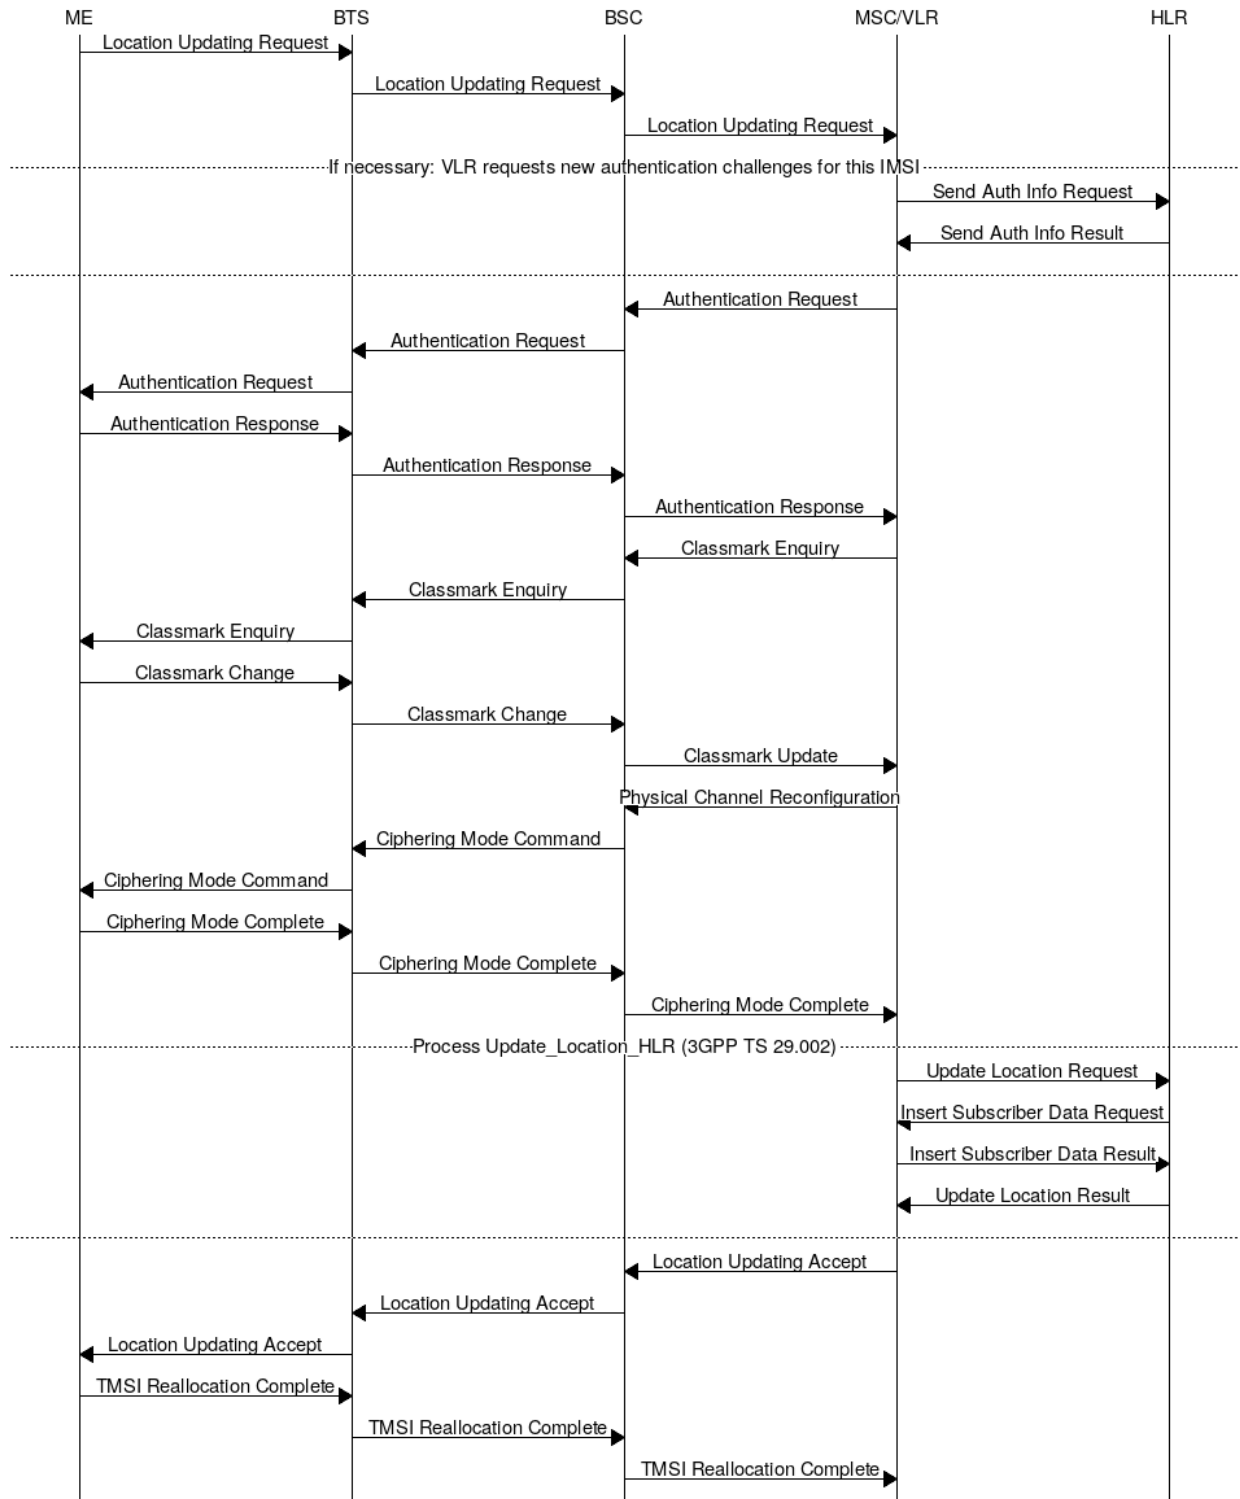 ME BTS BSC MSC/VLR HLR
Location Updating Request
Location Updating Request
Location Updating Request
If necessary: VLR requests new authentication challenges for this IMSI
Send Auth Info Request
Send Auth Info Result
Authentication Request
Authentication Request
Authentication Request
Authentication Response
Authentication Response
Authentication Response
Classmark Enquiry
Classmark Enquiry
Classmark Enquiry
Classmark Change
Classmark Change
Classmark Update
Physical Channel Reconfiguration
Ciphering Mode Command
Ciphering Mode Command
Ciphering Mode Complete
Ciphering Mode Complete
Ciphering Mode Complete
Process Update_Location_HLR (3GPP TS 29.002)
Update Location Request
Insert Subscriber Data Request
Insert Subscriber Data Result
Update Location Result
Location Updating Accept
Location Updating Accept
Location Updating Accept
TMSI Reallocation Complete
TMSI Reallocation Complete
TMSI Reallocation Complete